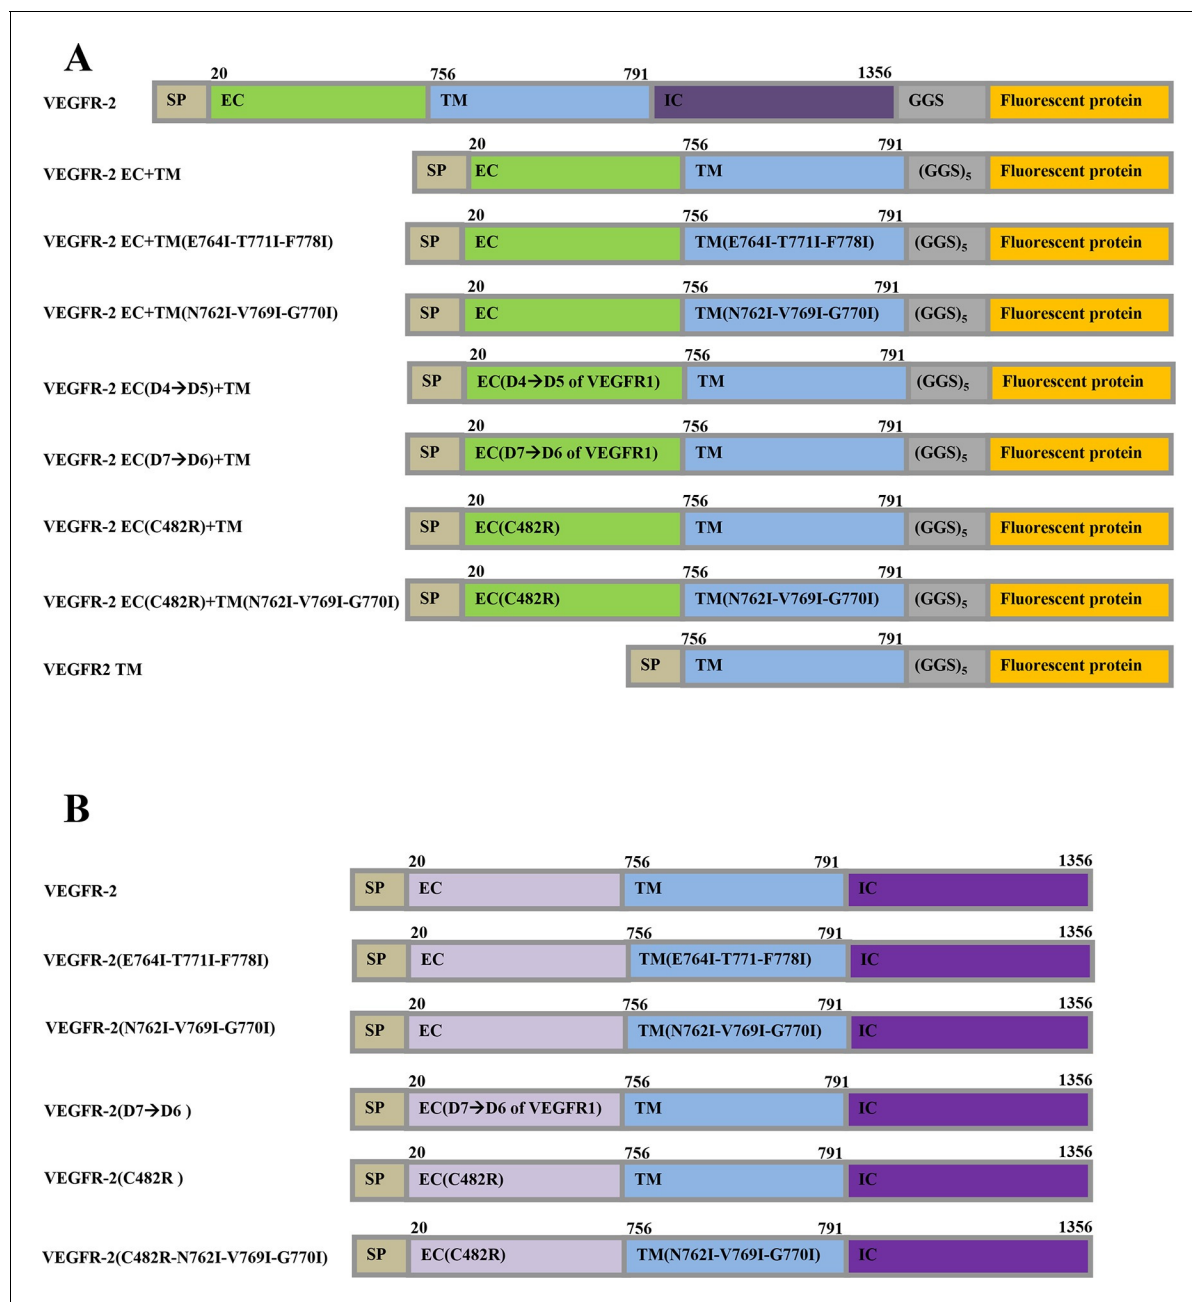 A
20 756 791 1356
VEGFR-2 SP EC TM IC GGS Fluorescent protein
20 756 791
VEGFR-2 EC+TM SP EC TM (GGS)₅ Fluorescent protein
20 756 791
VEGFR-2 EC+TM(E764I-T771I-F778I) SP EC TM(E764I-T771I-F778I) (GGS)₅ Fluorescent protein
20 756 791
VEGFR-2 EC+TM(N762I-V769I-G770I) SP EC TM(N762I-V769I-G770I) (GGS)₅ Fluorescent protein
20 756 791
VEGFR-2 EC(D4→D5)+TM SP EC(D4→D5 of VEGFR1) TM (GGS)₅ Fluorescent protein
20 756 791
VEGFR-2 EC(D7→D6)+TM SP EC(D7→D6 of VEGFR1) TM (GGS)₅ Fluorescent protein
20 756 791
VEGFR-2 EC(C482R)+TM SP EC(C482R) TM (GGS)₅ Fluorescent protein
20 756 791
VEGFR-2 EC(C482R)+TM(N762I-V769I-G770I) SP EC(C482R) TM(N762I-V769I-G770I) (GGS)₅ Fluorescent protein
756 791
VEGFR2 TM SP TM (GGS)₅ Fluorescent protein
B
20 756 791 1356
VEGFR-2 SP EC TM IC
20 756 791 1356
VEGFR-2(E764I-T771I-F778I) SP EC TM(E764I-T771-F778I) IC
20 756 791 1356
VEGFR-2(N762I-V769I-G770I) SP EC TM(N762I-V769I-G770I) IC
20 756 791 1356
VEGFR-2(D7→D6 ) SP EC(D7→D6 of VEGFR1) TM IC
20 756 791 1356
VEGFR-2(C482R ) SP EC(C482R) TM IC
20 756 791 1356
VEGFR-2(C482R-N762I-V769I-G770I) SP EC(C482R) TM(N762I-V769I-G770I) IC